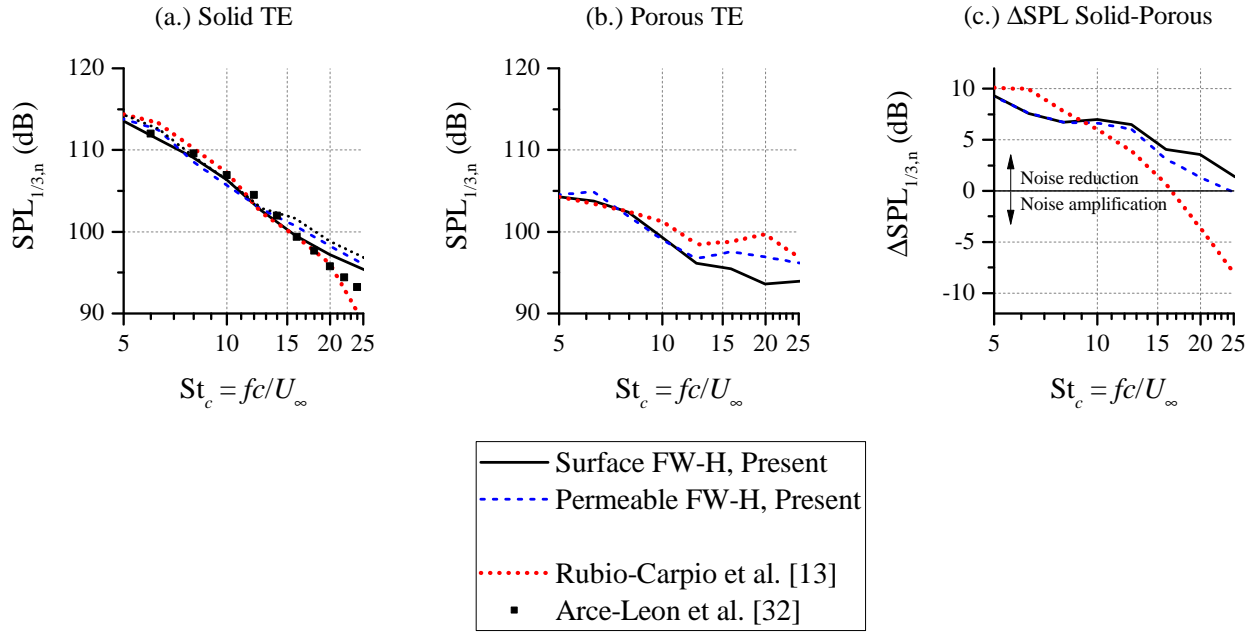 (a.) Solid TE
120
110
100
90
SPL1/3,n (dB)
5 10 15 20 25
Stc = fc/U∞
(b.) Porous TE
120
110
100
90
SPL1/3,n (dB)
5 10 15 20 25
Stc = fc/U∞
(c.) ΔSPL Solid-Porous
10
5
0
-5
-10
ΔSPL1/3,n (dB)
Noise reduction
Noise amplification
5 10 15 20 25
Stc = fc/U∞
Surface FW-H, Present
Permeable FW-H, Present
Rubio-Carpio et al. [13]
Arce-Leon et al. [32]